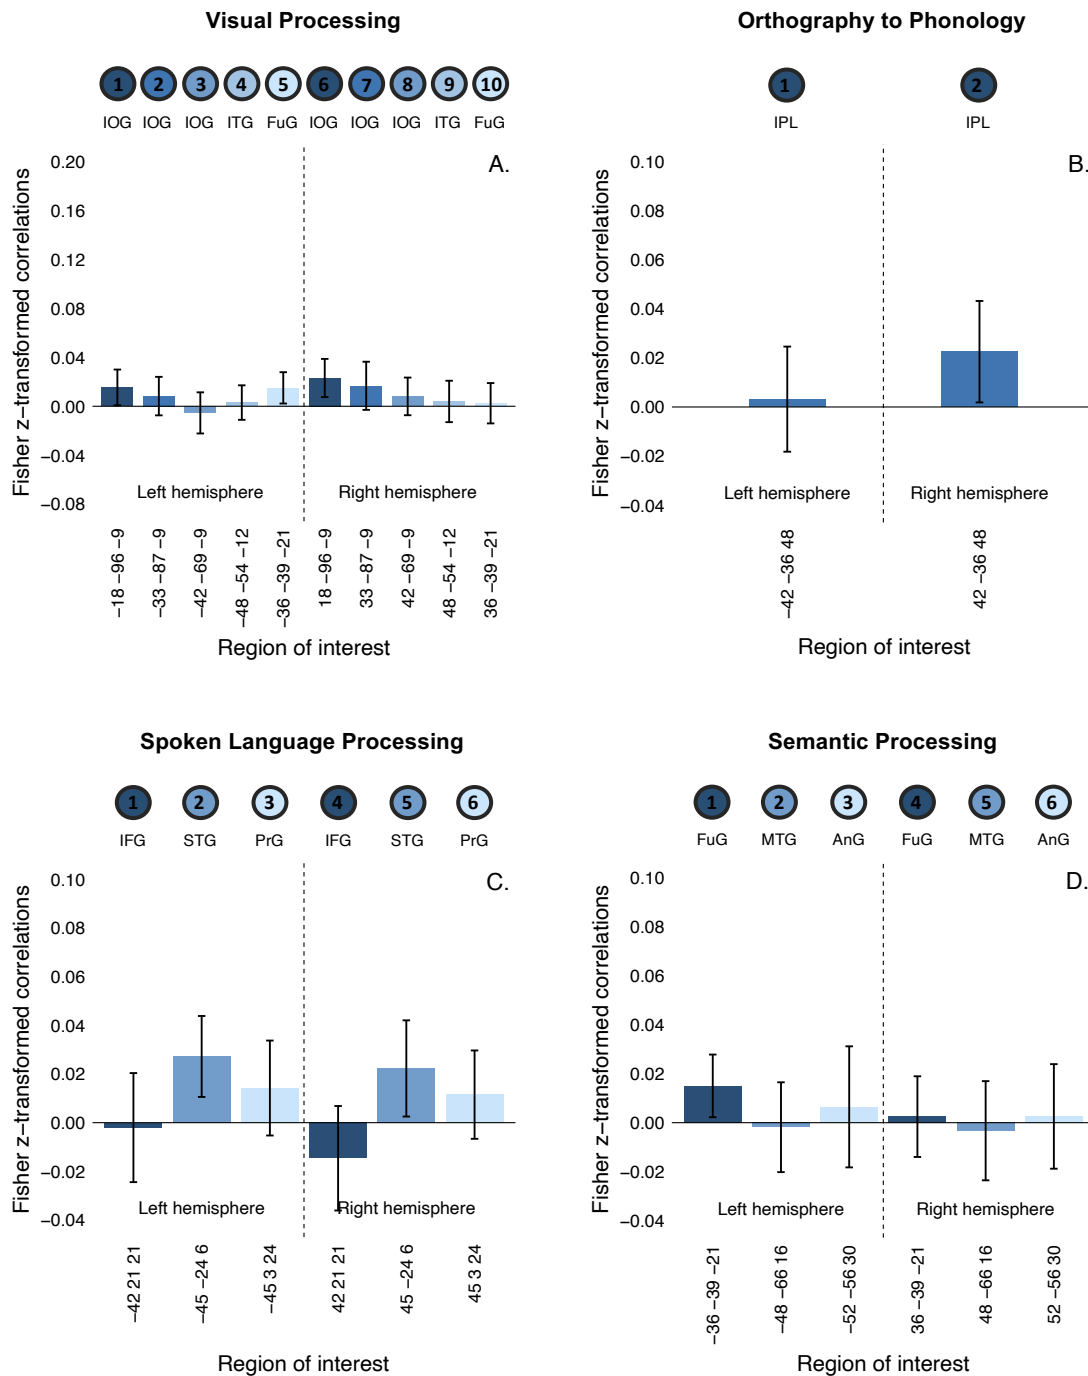 Visual Processing
1 2 3 4 5 6 7 8 9 10
IOG IOG IOG ITG FuG IOG IOG IOG ITG FuG
A.
Fisher z−transformed correlations
0.20
0.16
0.12
0.08
0.04
0.00
−0.04
−0.08
Left hemisphere Right hemisphere
−18 −96 −9
−33 −87 −9
−42 −69 −9
−48 −54 −12
−36 −39 −21
18 −96 −9
33 −87 −9
42 −69 −9
48 −54 −12
36 −39 −21
Region of interest
Orthography to Phonology
1 2
IPL IPL
B.
Fisher z−transformed correlations
0.10
0.08
0.06
0.04
0.02
0.00
−0.02
−0.04
Left hemisphere Right hemisphere
−42 −36 48
42 −36 48
Region of interest
Spoken Language Processing
1 2 3 4 5 6
IFG STG PrG IFG STG PrG
C.
Fisher z−transformed correlations
0.10
0.08
0.06
0.04
0.02
0.00
−0.02
−0.04
Left hemisphere Right hemisphere
−42 21 21
−45 −24 6
−45 3 24
42 21 21
45 −24 6
45 3 24
Region of interest
Semantic Processing
1 2 3 4 5 6
FuG MTG AnG FuG MTG AnG
D.
Fisher z−transformed correlations
0.10
0.08
0.06
0.04
0.02
0.00
−0.02
−0.04
Left hemisphere Right hemisphere
−36 −39 −21
−48 −66 16
−52 −56 30
36 −39 −21
48 −66 16
52 −56 30
Region of interest